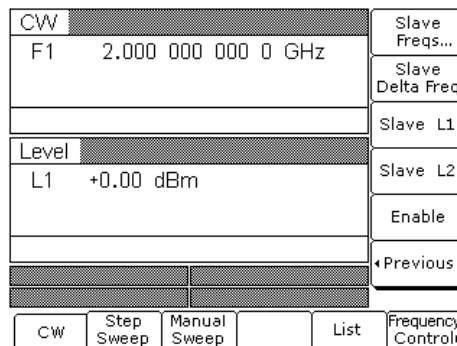 CW
F1 2.000 000 000 0 GHz
Level
L1 +0.00 dBm
Slave
Freqs...
Slave
Delta Freq
Slave L1
Slave L2
Enable
Previous
CW
Step
Sweep
Manual
Sweep
List
Frequency
Control